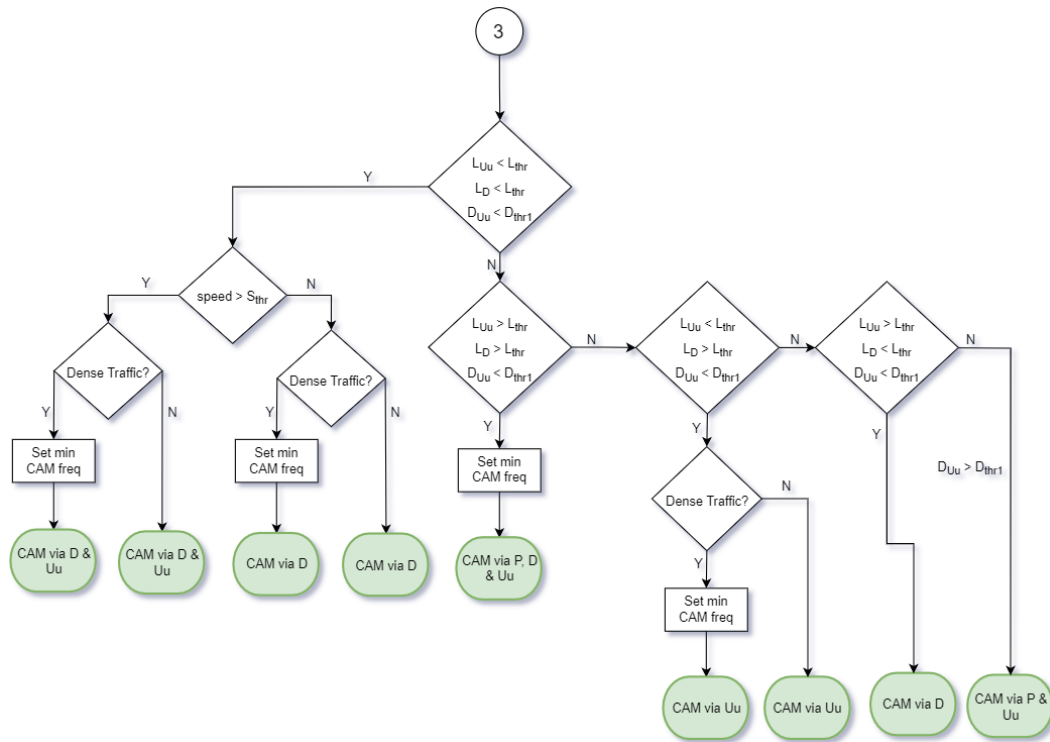 3
L_Uu < L_thr
L_D < L_thr
D_Uu < D_thr1
Y
N
speed > S_thr
Y
N
Dense Traffic?
Y
N
Set min
CAM freq
CAM via D &
Uu
CAM via D &
Uu
Dense Traffic?
Y
N
Set min
CAM freq
CAM via D
CAM via D
L_Uu > L_thr
L_D > L_thr
D_Uu < D_thr1
N
Y
Set min
CAM freq
CAM via P, D
& Uu
L_Uu < L_thr
L_D > L_thr
D_Uu < D_thr1
N
Y
Dense Traffic?
N
Y
Set min
CAM freq
CAM via Uu
CAM via Uu
L_Uu > L_thr
L_D < L_thr
D_Uu < D_thr1
N
Y
D_Uu > D_thr1
CAM via D
CAM via P &
Uu